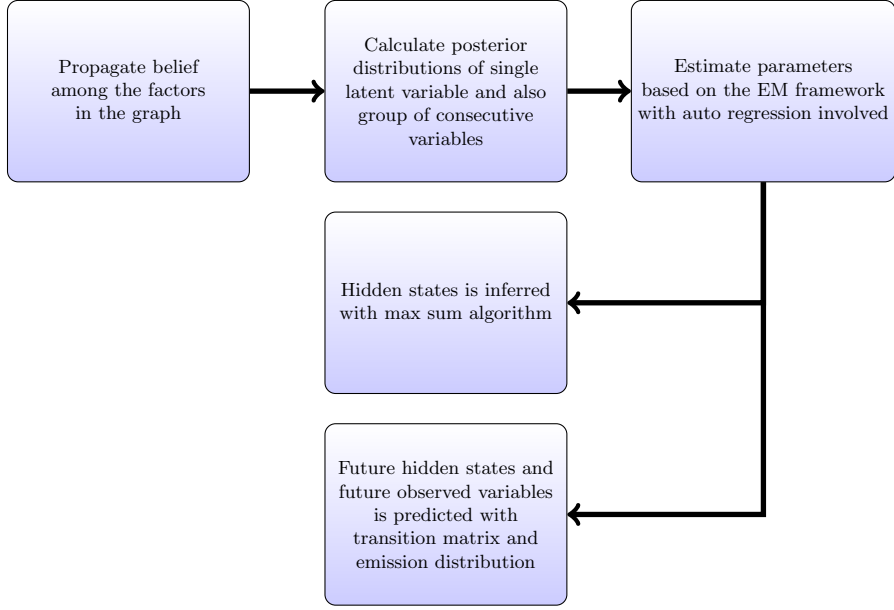 Propagate belief
among the factors
in the graph
Calculate posterior
distributions of single
latent variable and also
group of consecutive
variables
Estimate parameters
based on the EM framework
with auto regression involved
Hidden states is inferred
with max sum algorithm
Future hidden states and
future observed variables
is predicted with
transition matrix and
emission distribution